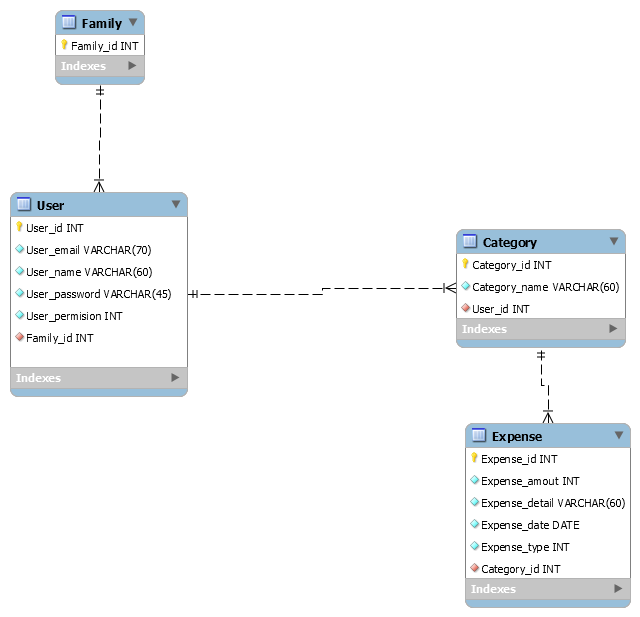 Family
Family_id INT
Indexes
User
User_id INT
User_email VARCHAR(70)
User_name VARCHAR(60)
User_password VARCHAR(45)
User_permision INT
Family_id INT
Indexes
Category
Category_id INT
Category_name VARCHAR(60)
User_id INT
Indexes
Expense
Expense_id INT
Expense_amout INT
Expense_detail VARCHAR(60)
Expense_date DATE
Expense_type INT
Category_id INT
Indexes